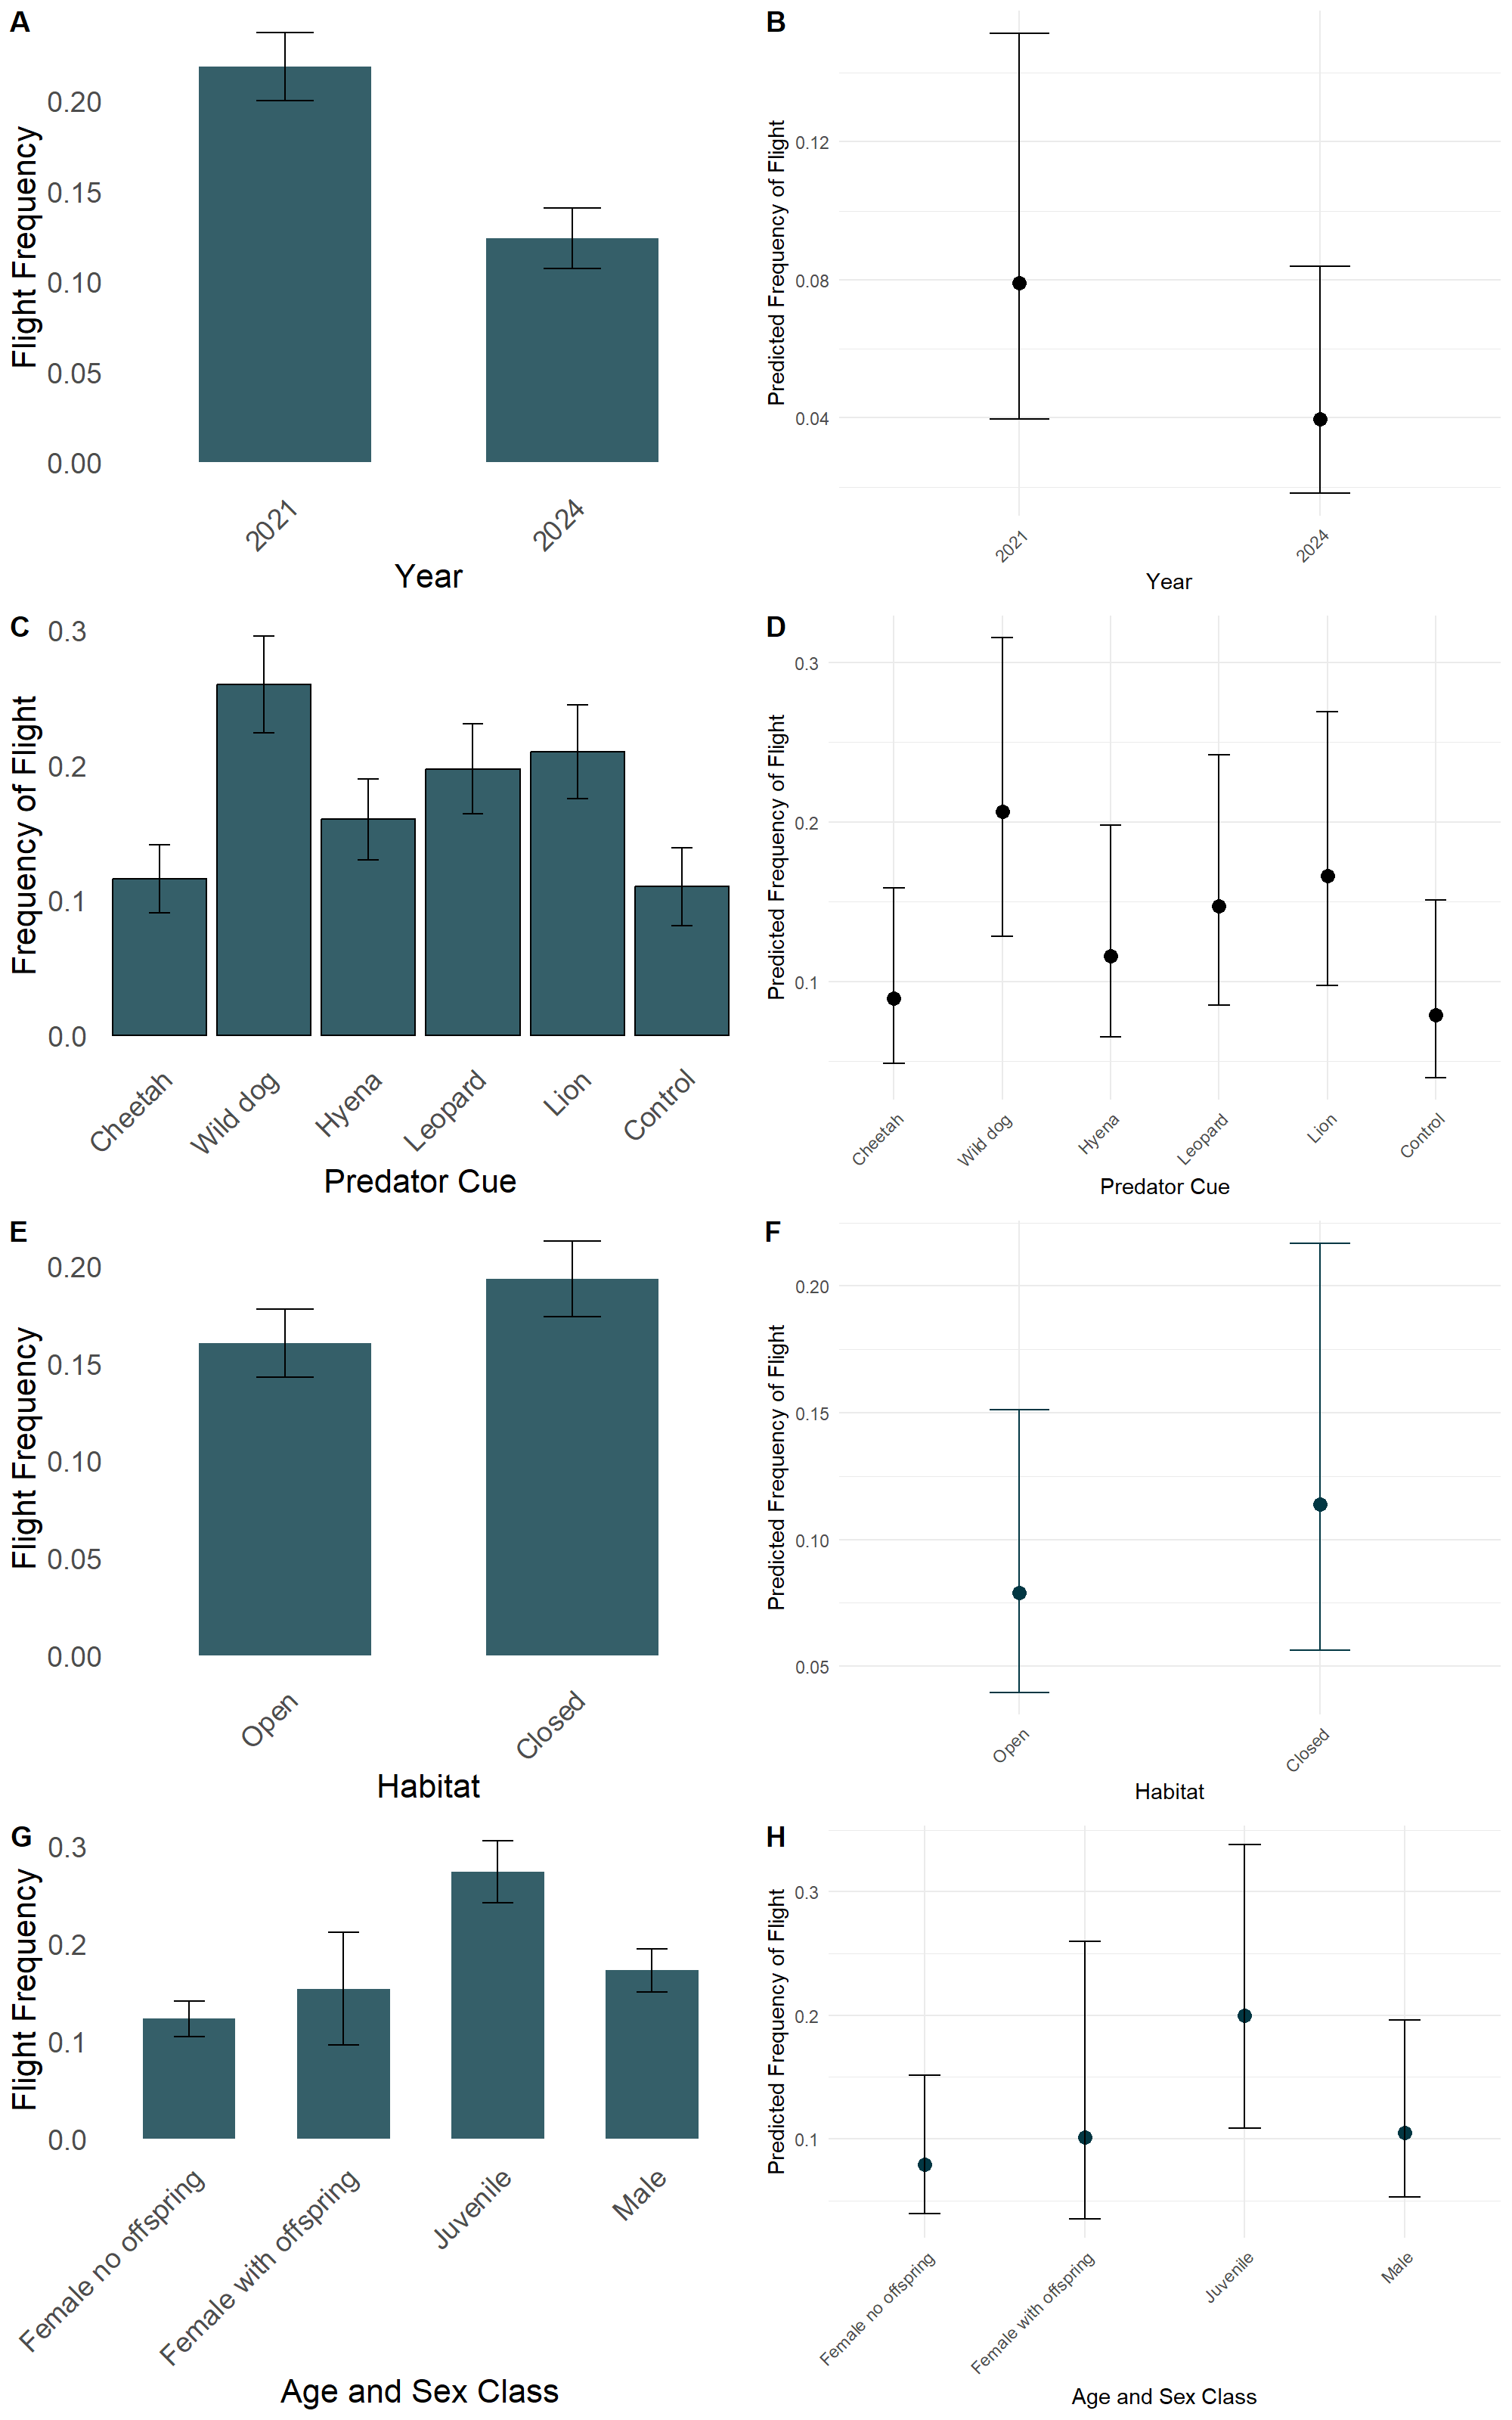 A
Flight Frequency
0.20
0.15
0.10
0.05
0.00
2021
2024
Year
B
Predicted Frequency of Flight
0.12
0.08
0.04
2021
2024
Year
C
Frequency of Flight
0.3
0.2
0.1
0.0
Cheetah
Wild dog
Hyena
Leopard
Lion
Control
Predator Cue
D
Predicted Frequency of Flight
0.3
0.2
0.1
Cheetah
Wild dog
Hyena
Leopard
Lion
Control
Predator Cue
E
Flight Frequency
0.20
0.15
0.10
0.05
0.00
Open
Closed
Habitat
F
Predicted Frequency of Flight
0.20
0.15
0.10
0.05
Open
Closed
Habitat
G
Flight Frequency
0.3
0.2
0.1
0.0
Female no offspring
Female with offspring
Juvenile
Male
Age and Sex Class
H
Predicted Frequency of Flight
0.3
0.2
0.1
Female no offspring
Female with offspring
Juvenile
Male
Age and Sex Class